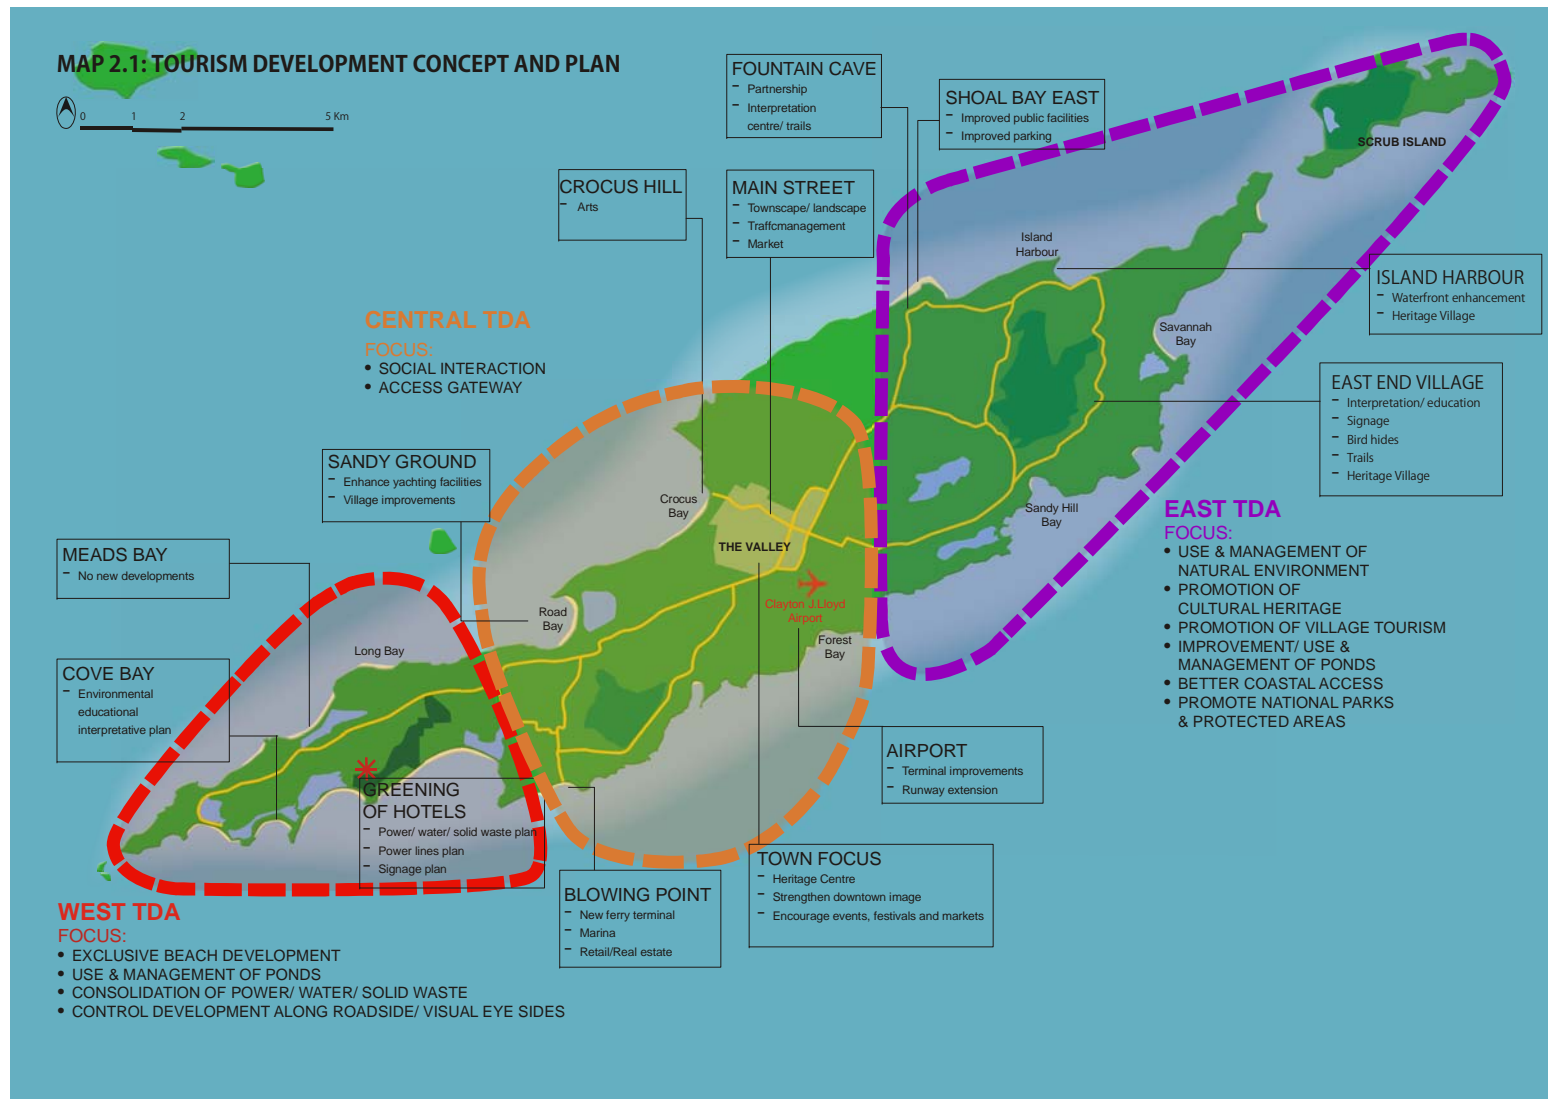 MAP 2.1: TOURISM DEVELOPMENT CONCEPT AND PLAN
0 1 2 5 Km
FOUNTAIN CAVE
- Partnership
- Interpretation
centre/ trails
SHOAL BAY EAST
- Improved public facilities
- Improved parking
SCRUB ISLAND
CROCUS HILL
- Arts
MAIN STREET
- Townscape/ landscape
- Traffcmanagement
- Market
Island
Harbour
ISLAND HARBOUR
- Waterfront enhancement
- Heritage Village
CENTRAL TDA
FOCUS:
• SOCIAL INTERACTION
• ACCESS GATEWAY
Savannah
Bay
EAST END VILLAGE
- Interpretation/ education
- Signage
- Bird hides
- Trails
- Heritage Village
SANDY GROUND
- Enhance yachting facilities
- Village improvements
Crocus
Bay
Sandy Hill
Bay
THE VALLEY
EAST TDA
FOCUS:
• USE & MANAGEMENT OF
NATURAL ENVIRONMENT
• PROMOTION OF
CULTURAL HERITAGE
• PROMOTION OF VILLAGE TOURISM
• IMPROVEMENT/ USE &
MANAGEMENT OF PONDS
• BETTER COASTAL ACCESS
• PROMOTE NATIONAL PARKS
& PROTECTED AREAS
MEADS BAY
- No new developments
Clayton J.Lloyd
Airport
Road
Bay
Forest
Bay
Long Bay
COVE BAY
- Environmental
educational
interpretative plan
AIRPORT
- Terminal improvements
- Runway extension
GREENING
OF HOTELS
- Power/ water/ solid waste plan
- Power lines plan
- Signage plan
TOWN FOCUS
- Heritage Centre
- Strengthen downtown image
- Encourage events, festivals and markets
BLOWING POINT
- New ferry terminal
- Marina
- Retail/Real estate
WEST TDA
FOCUS:
• EXCLUSIVE BEACH DEVELOPMENT
• USE & MANAGEMENT OF PONDS
• CONSOLIDATION OF POWER/ WATER/ SOLID WASTE
• CONTROL DEVELOPMENT ALONG ROADSIDE/ VISUAL EYE SIDES